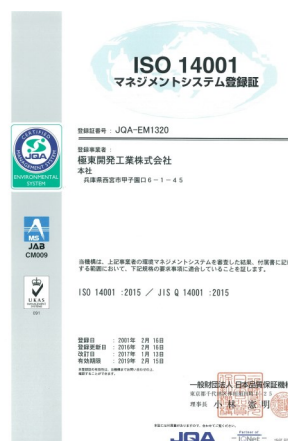 ISO 14001
マネジメントシステム登録証
登録証番号 : JQA-EM1320
登録事業者 :
極東開発工業株式会社
本社
兵庫県西宮市甲子園口6-1-45
CERTIFIED
MANAGEMENT SYSTEM
JQA
ENVIRONMENTAL
SYSTEM
MS
JAB
CM009
UKAS
当機構は、上記事業者の環境マネジメントシステムを審査した結果、付属書に記
する範囲において、下記規格の要求事項に適合していることを証します。
ISO 14001 :2015 / JIS Q 14001 :2015
登録日 : 2001年 2月 16日
登録更新日 : 2016年 2月 16日
改訂日 : 2017年 1月 13日
有効期限 : 2019年 2月 15日
一般財団法人 日本品質保証機
理事長 小林 憲明
JQA
IQNet